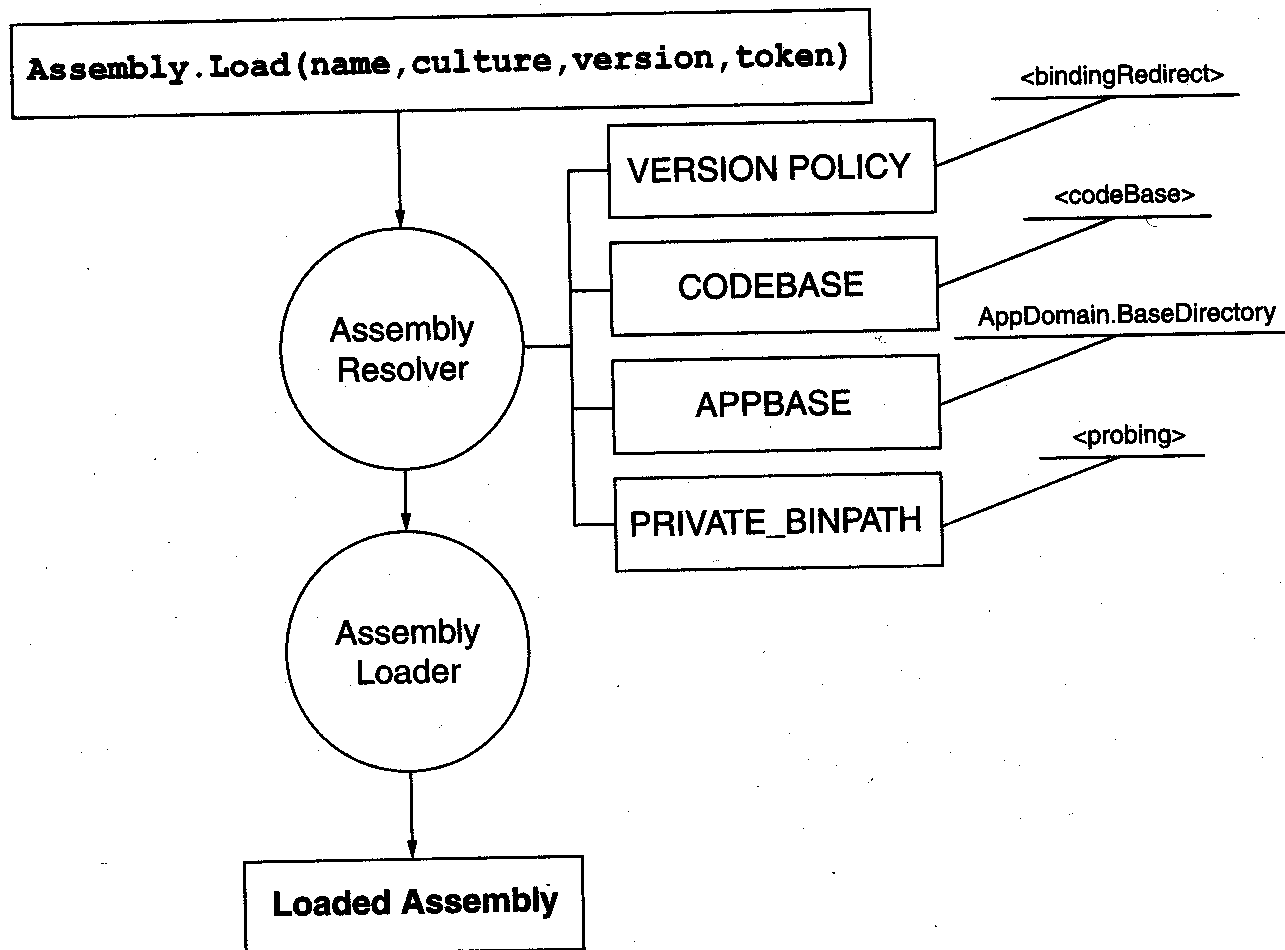 Assembly.Load(name,culture,version,token)
<bindingRedirect>
VERSION POLICY
<codeBase>
CODEBASE
AppDomain.BaseDirectory
APPBASE
<probing>
PRIVATE_BINPATH
Assembly
Resolver
Assembly
Loader
Loaded Assembly